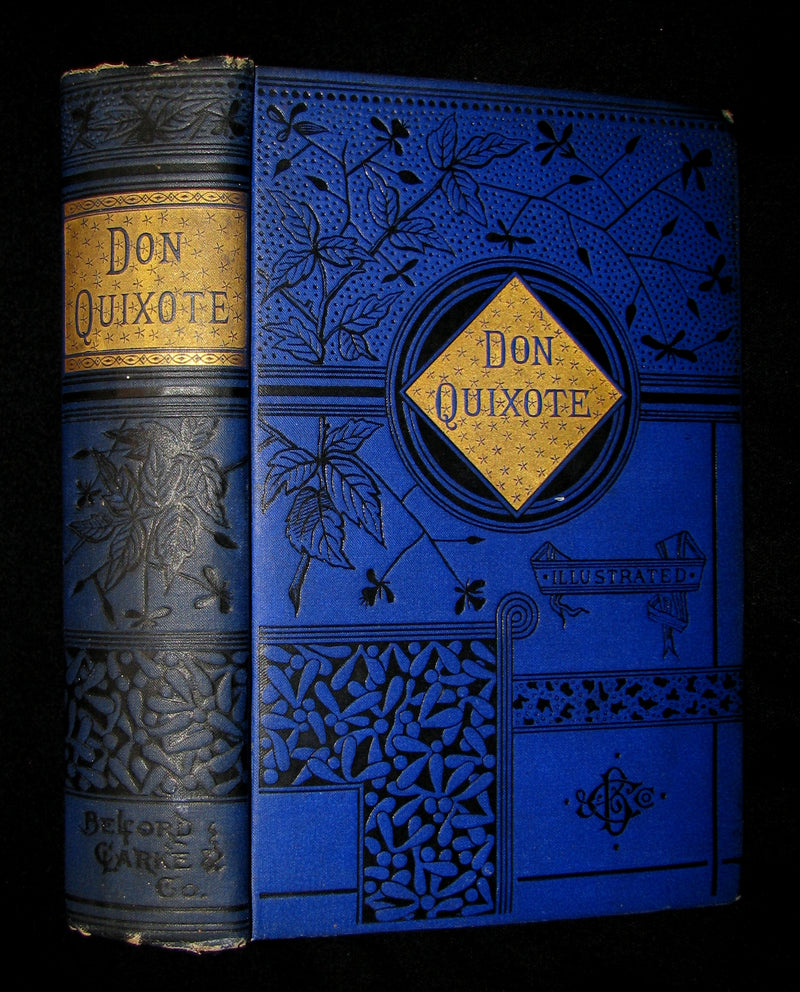 DON
QUIXOTE
BELFORD
CLARKE &
Co.
DON
QUIXOTE
·ILLUSTRATED·